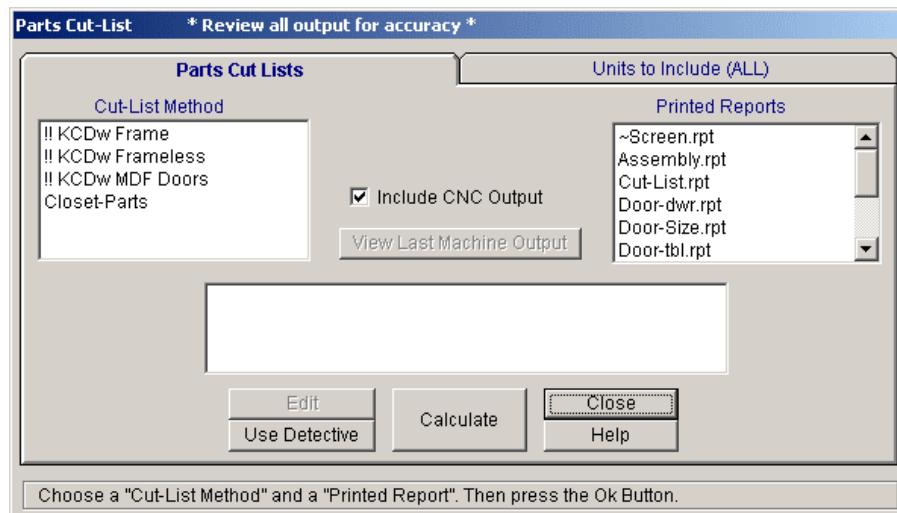 Parts Cut-List * Review all output for accuracy *
Parts Cut Lists
Units to Include (ALL)
Cut-List Method
!! KCDw Frame
!! KCDw Frameless
!! KCDw MDF Doors
Closet-Parts
Include CNC Output
View Last Machine Output
Printed Reports
~Screen.rpt
Assembly.rpt
Cut-List.rpt
Door-dwr.rpt
Door-Size.rpt
Door-tbl.rpt
Edit
Use Detective
Calculate
Close
Help
Choose a "Cut-List Method" and a "Printed Report". Then press the Ok Button.